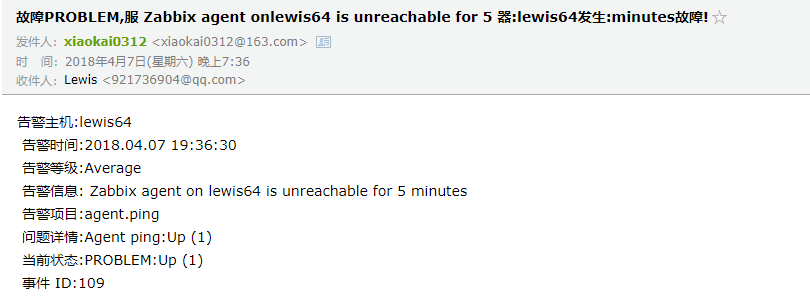 故障PROBLEM,服 Zabbix agent onlewis64 is unreachable for 5 器:lewis64发生:minutes故障! ☆
发件人: xiaokai0312 <xiaokai0312@163.com>
时 间: 2018年4月7日(星期六) 晚上7:36
收件人: Lewis <921736904@qq.com>
告警主机:lewis64
告警时间:2018.04.07 19:36:30
告警等级:Average
告警信息: Zabbix agent on lewis64 is unreachable for 5 minutes
告警项目:agent.ping
问题详情:Agent ping:Up (1)
当前状态:PROBLEM:Up (1)
事件 ID:109